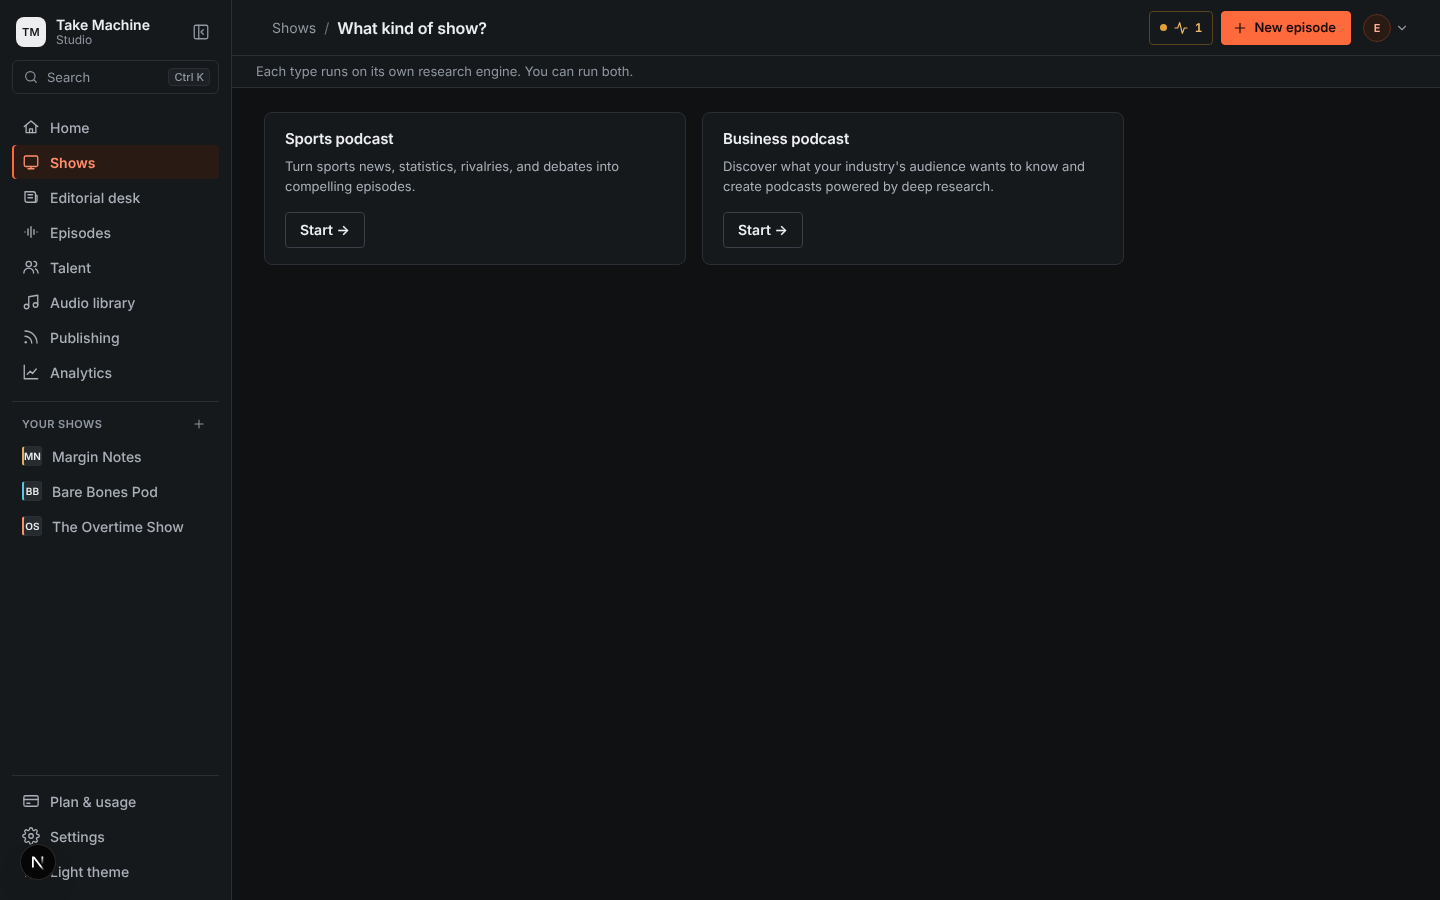 TM
Take Machine
Studio
Search
Ctrl K
Home
Shows
Editorial desk
Episodes
Talent
Audio library
Publishing
Analytics
YOUR SHOWS
MN Margin Notes
BB Bare Bones Pod
OS The Overtime Show
Plan & usage
Settings
N
Light theme
Shows / What kind of show?
1
+ New episode
E
Each type runs on its own research engine. You can run both.
Sports podcast
Turn sports news, statistics, rivalries, and debates into
compelling episodes.
Start →
Business podcast
Discover what your industry's audience wants to know and
create podcasts powered by deep research.
Start →